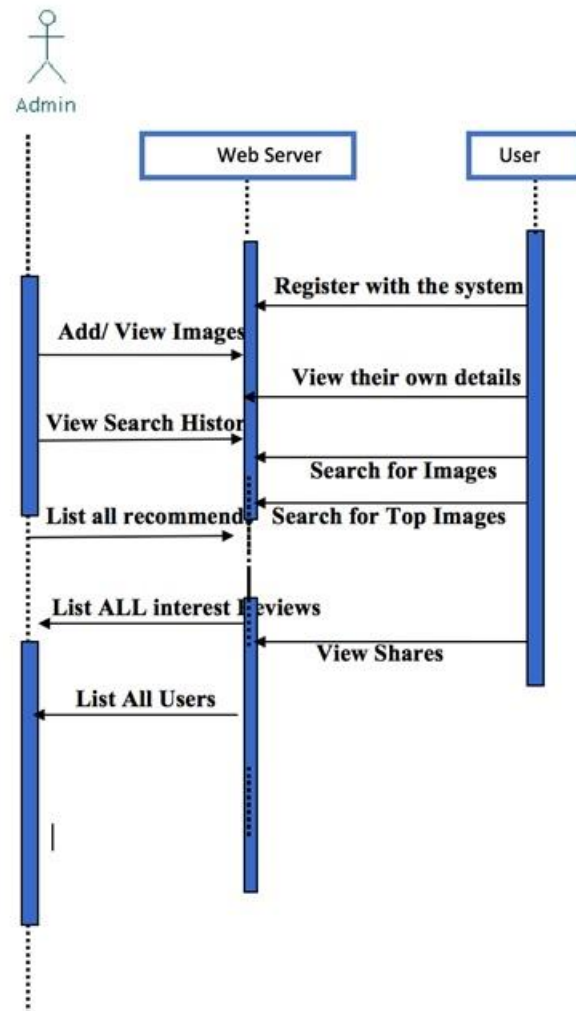 Admin
Web Server
User
Register with the system
Add/ View Images
View their own details
View Search Histor
Search for Images
List all recommend
Search for Top Images
List ALL interest Reviews
View Shares
List All Users